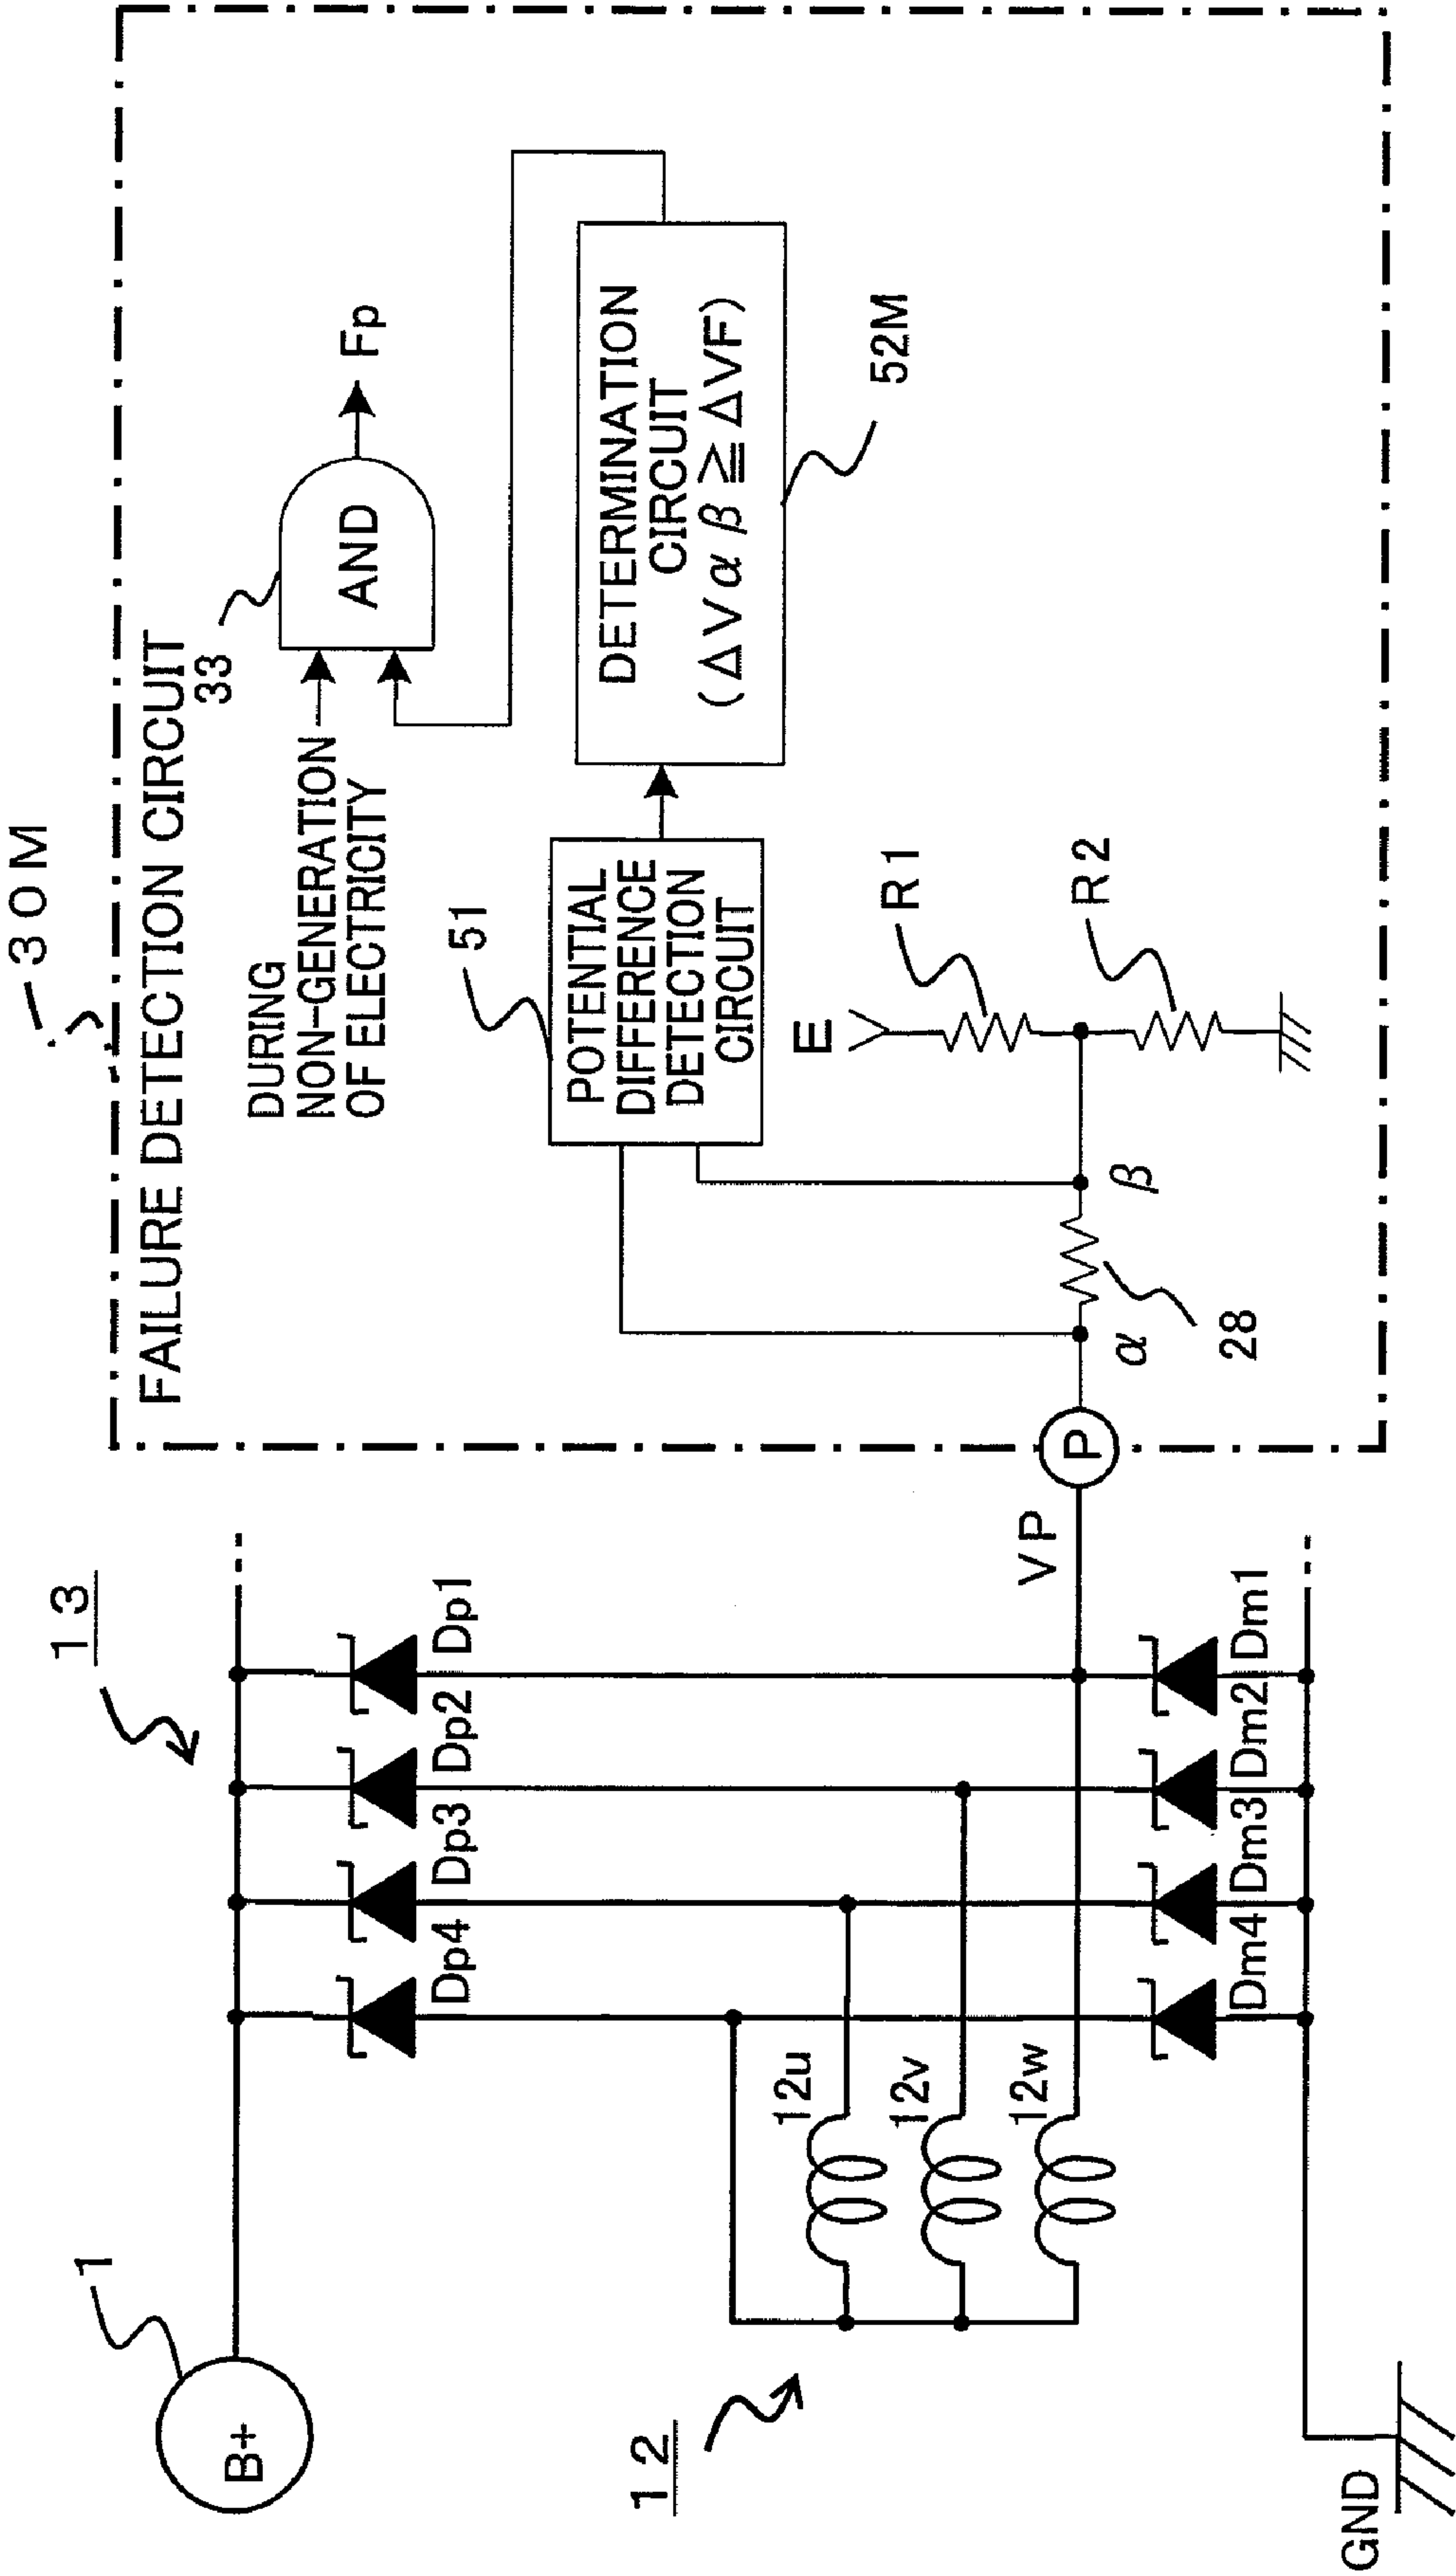 30M
FAILURE DETECTION CIRCUIT
33
AND
Fp
DURING
NON-GENERATION
OF ELECTRICITY
51
POTENTIAL
DIFFERENCE
DETECTION
CIRCUIT
DETERMINATION
CIRCUIT
(ΔVαβ≧ΔVF)
52M
E
R1
R2
α
β
28
P
VP
13
1
B+
Dp4
Dp3
Dp2
Dp1
12u
12v
12w
12
Dm4
Dm3
Dm2
Dm1
GND